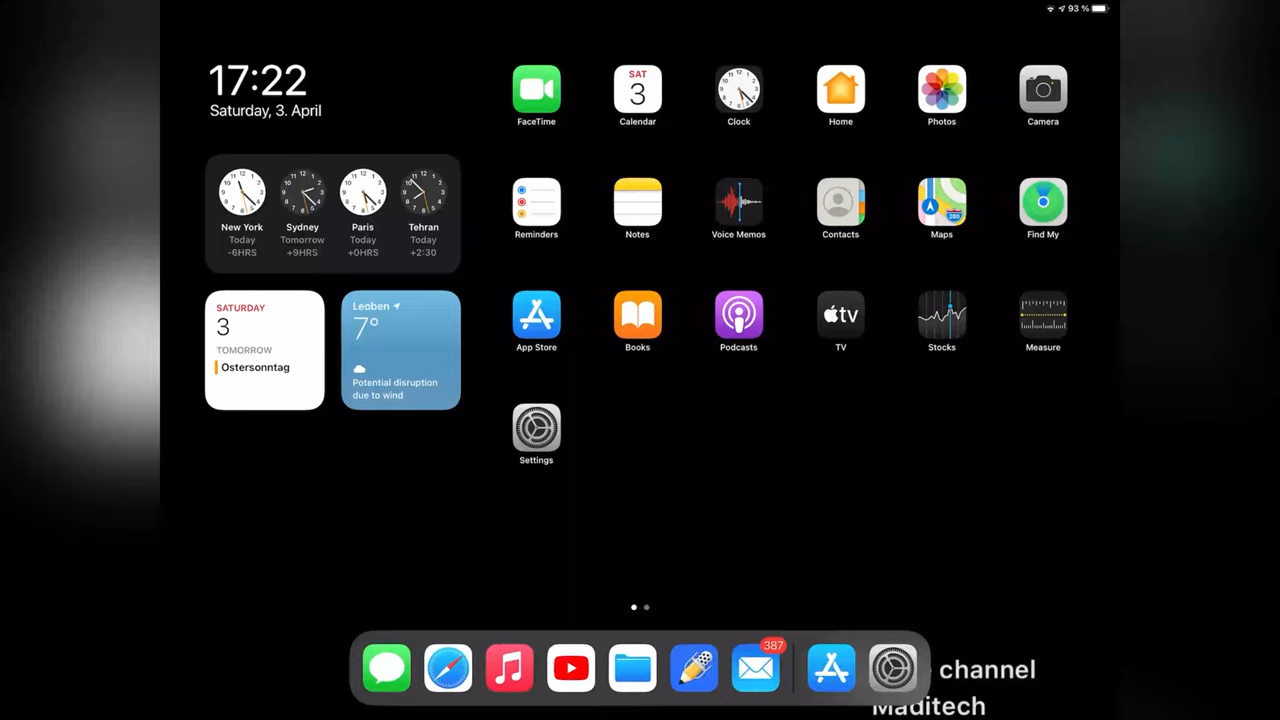 93 %
17:22
Saturday, 3. April
New York
Today
-6HRS
Sydney
Tomorrow
+9HRS
Paris
Today
+0HRS
Tehran
Today
+2:30
SATURDAY
3
TOMORROW
Ostersonntag
Leoben
7°
Potential disruption
due to wind
SAT
3
FaceTime
Calendar
Clock
Home
Photos
Camera
Reminders
Notes
Voice Memos
Contacts
280
Maps
Find My
tv
App Store
Books
Podcasts
TV
Stocks
Measure
Settings
387
channel
Maditech